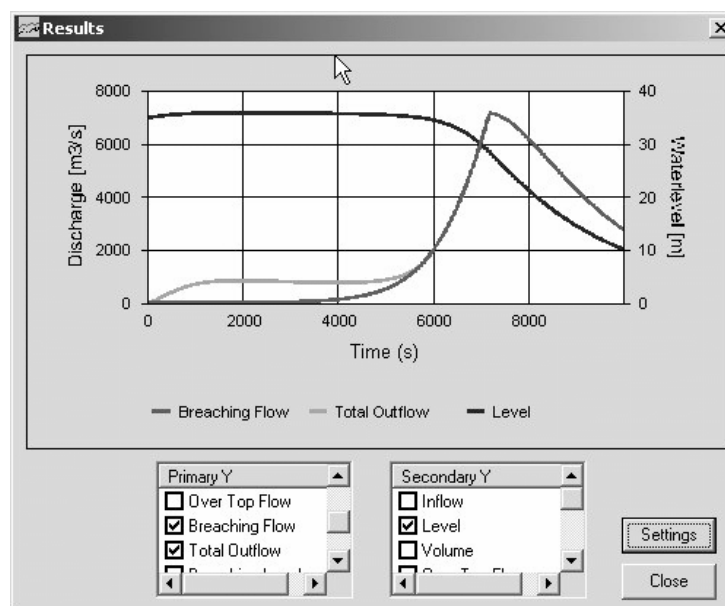 Results
8000
6000
4000
2000
0
Discharge [m3/s]
40
30
20
10
0
Waterlevel [m]
0 2000 4000 6000 8000
Time (s)
Breaching Flow Total Outflow Level
Primary Y
Over Top Flow
Breaching Flow
Total Outflow
Secondary Y
Inflow
Level
Volume
Settings
Close